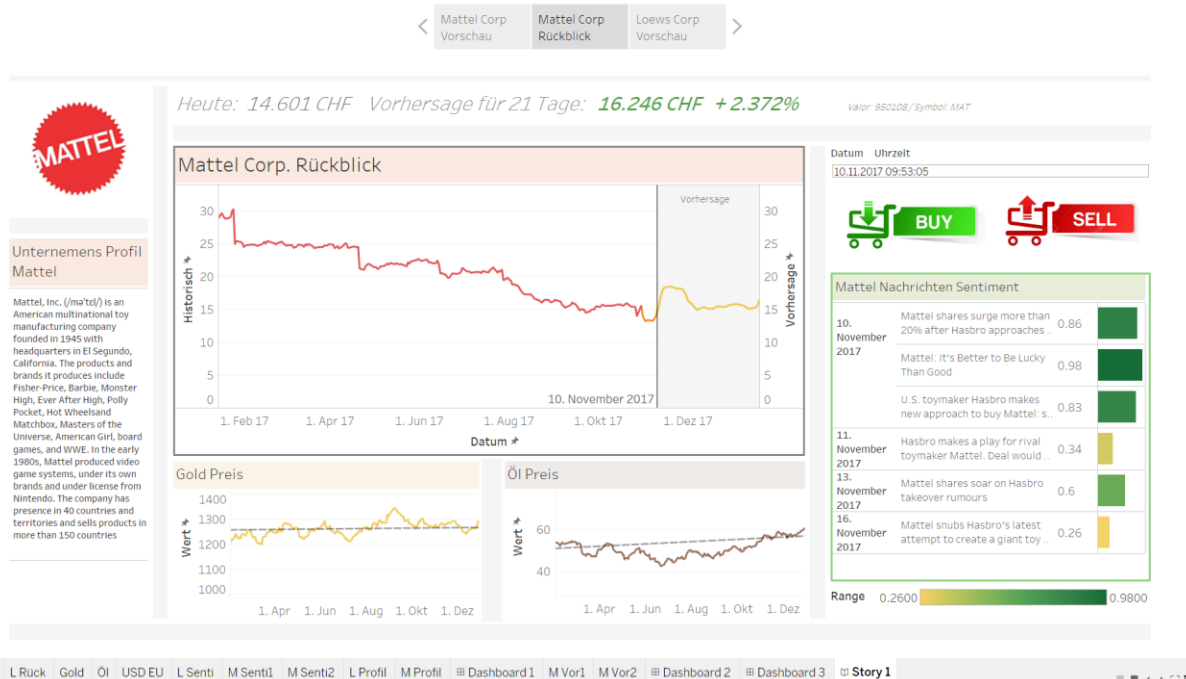 Mattel Corp
Vorschau
Mattel Corp
Rückblick
Loews Corp
Vorschau
MATTEL
Heute: 14.601 CHF Vorhersage für 21 Tage: 16.246 CHF +2.372%
Valor: 950108/ Symbol: MAT
Unternemens Profil
Mattel
Mattel, Inc. (/məˈtɛl/) is an
American multinational toy
manufacturing company
founded in 1945 with
headquarters in El Segundo,
California. The products and
brands it produces include
Fisher-Price, Barbie, Monster
High, Ever After High, Polly
Pocket, Hot Wheelsand
Matchbox, Masters of the
Universe, American Girl, board
games, and WWE. In the early
1980s, Mattel produced video
game systems, under its own
brands and under license from
Nintendo. The company has
presence in 40 countries and
territories and sells products in
more than 150 countries
Mattel Corp. Rückblick
Vorhersage
30
25
20
15
10
5
0
Historisch
30
25
20
15
10
5
0
Vorhersage
10. November 2017
1. Feb 17 1. Apr 17 1. Jun 17 1. Aug 17 1. Okt 17 1. Dez 17
Datum
Gold Preis
1400
1300
1200
1100
1000
Wert
1. Apr 1. Jun 1. Aug 1. Okt 1. Dez
Öl Preis
60
40
Wert
1. Apr 1. Jun 1. Aug 1. Okt 1. Dez
Datum Uhrzeit
10.11.2017 09:53:05
BUY
SELL
Mattel Nachrichten Sentiment
10.
November
2017
Mattel shares surge more than
20% after Hasbro approaches ..
0.86
Mattel: It's Better to Be Lucky
Than Good
0.98
U.S. toymaker Hasbro makes
new approach to buy Mattel: s..
0.83
11.
November
2017
Hasbro makes a play for rival
toymaker Mattel. Deal would ..
0.34
13.
November
2017
Mattel shares soar on Hasbro
takeover rumours
0.6
16.
November
2017
Mattel snubs Hasbro's latest
attempt to create a giant toy ..
0.26
Range 0.2600 0.9800
L Rück Gold Öl USD EU L Senti M Senti1 M Senti2 L Profil M Profil Dashboard 1 M Vor1 M Vor2 Dashboard 2 Dashboard 3 Story 1